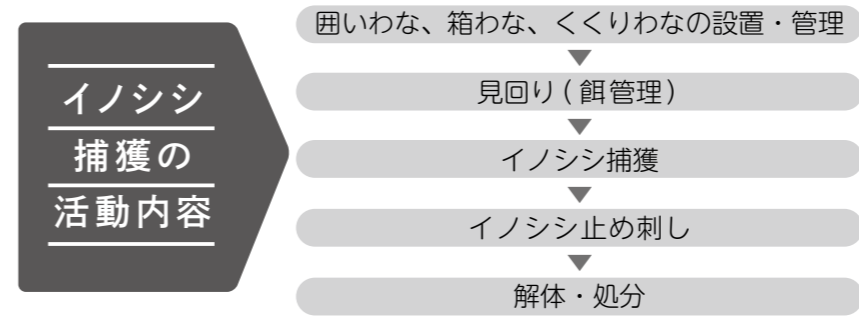 イノシシ
捕獲の
活動内容
囲いわな、箱わな、くくりわなの設置・管理
▼
見回り ( 餌管理 )
▼
イノシシ捕獲
▼
イノシシ止め刺し
▼
解体・処分